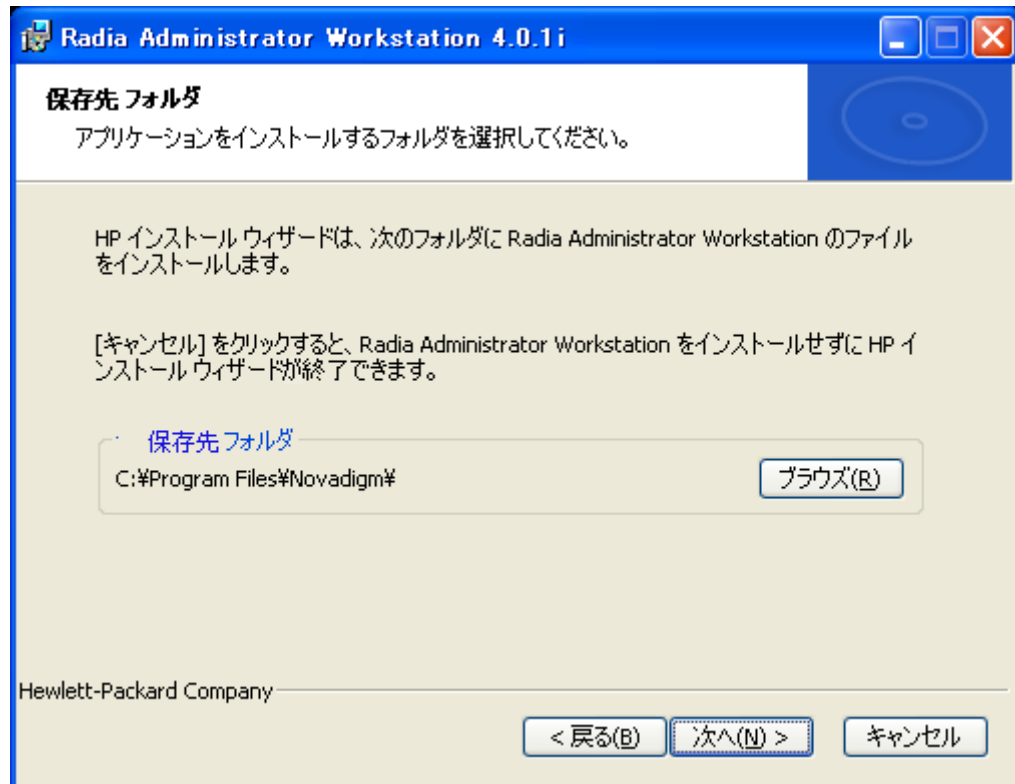 Radia Administrator Workstation 4.0.1i
保存先 フォルダ
アプリケーションをインストールするフォルダを選択してください。
HP インストール ウィザードは、次のフォルダに Radia Administrator Workstation のファイル
をインストールします。
[キャンセル] をクリックすると、Radia Administrator Workstation をインストールせずに HP イ
ンストール ウィザードが終了できます。
保存先 フォルダ
C:¥Program Files¥Novadigm¥
ブラウズ(R)
Hewlett-Packard Company
< 戻る(B)
次へ(N) >
キャンセル